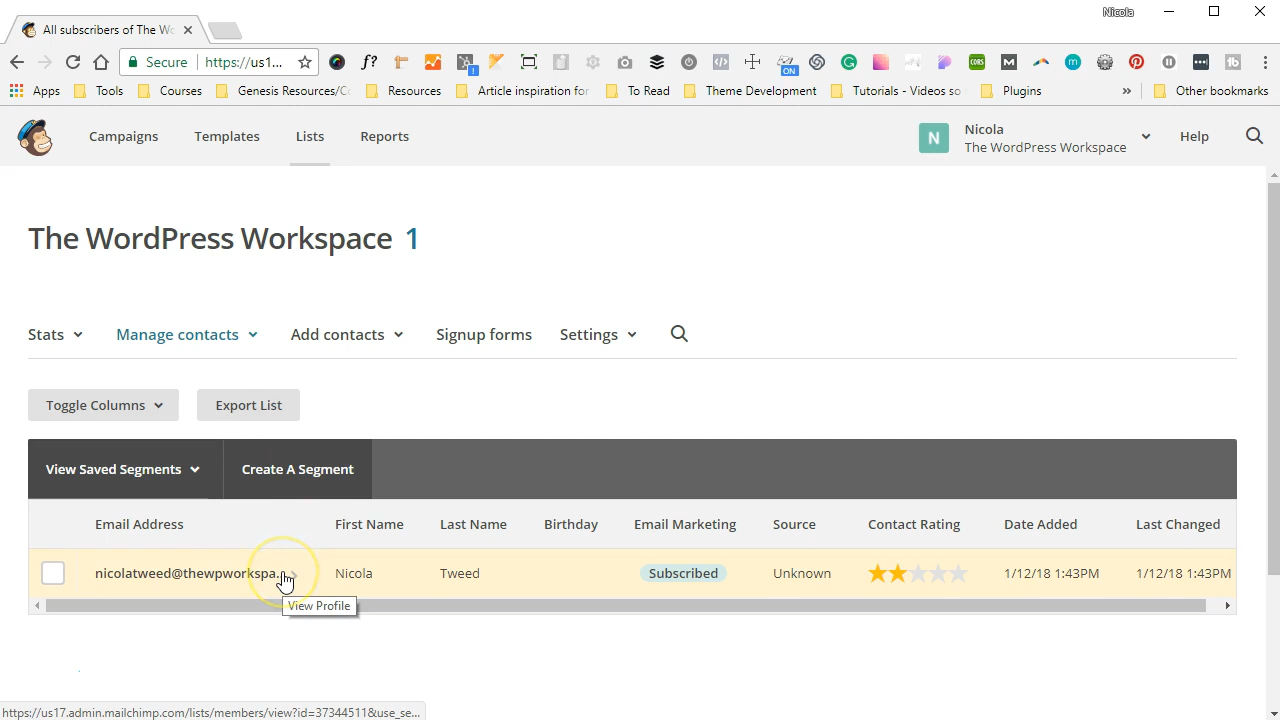 Nicola
All subscribers of The Wo
Secure https://us1...
f?
ON
CORS
M
m
tb
Apps Tools Courses Genesis Resources/Co Resources Article inspiration for To Read Theme Development Tutorials - Videos so Plugins » Other bookmarks
Campaigns Templates Lists Reports N Nicola Help
The WordPress Workspace
The WordPress Workspace 1
Stats Manage contacts Add contacts Signup forms Settings
Toggle Columns Export List
View Saved Segments Create A Segment
Email Address First Name Last Name Birthday Email Marketing Source Contact Rating Date Added Last Changed
nicolatweed@thewpworkspa... Nicola Tweed Subscribed Unknown 1/12/18 1:43PM 1/12/18 1:43PM
View Profile
https://us17.admin.mailchimp.com/lists/members/view?id=37344511&use_se...